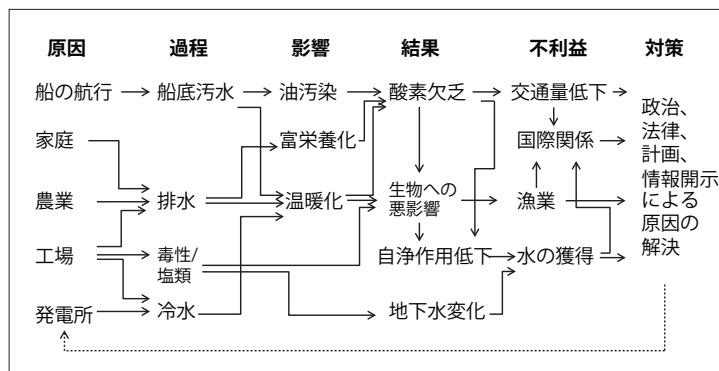 原因 過程 影響 結果 不利益 対策
船の航行 船底汚水 油汚染 酸素欠乏 交通量低下
家庭 富栄養化 国際関係
農業 排水 温暖化 生物への
悪影響 漁業
工場 毒性/
塩類 自浄作用低下 水の獲得
発電所 冷水 地下水変化
政治、
法律、
計画、
情報開示
による
原因の
解決